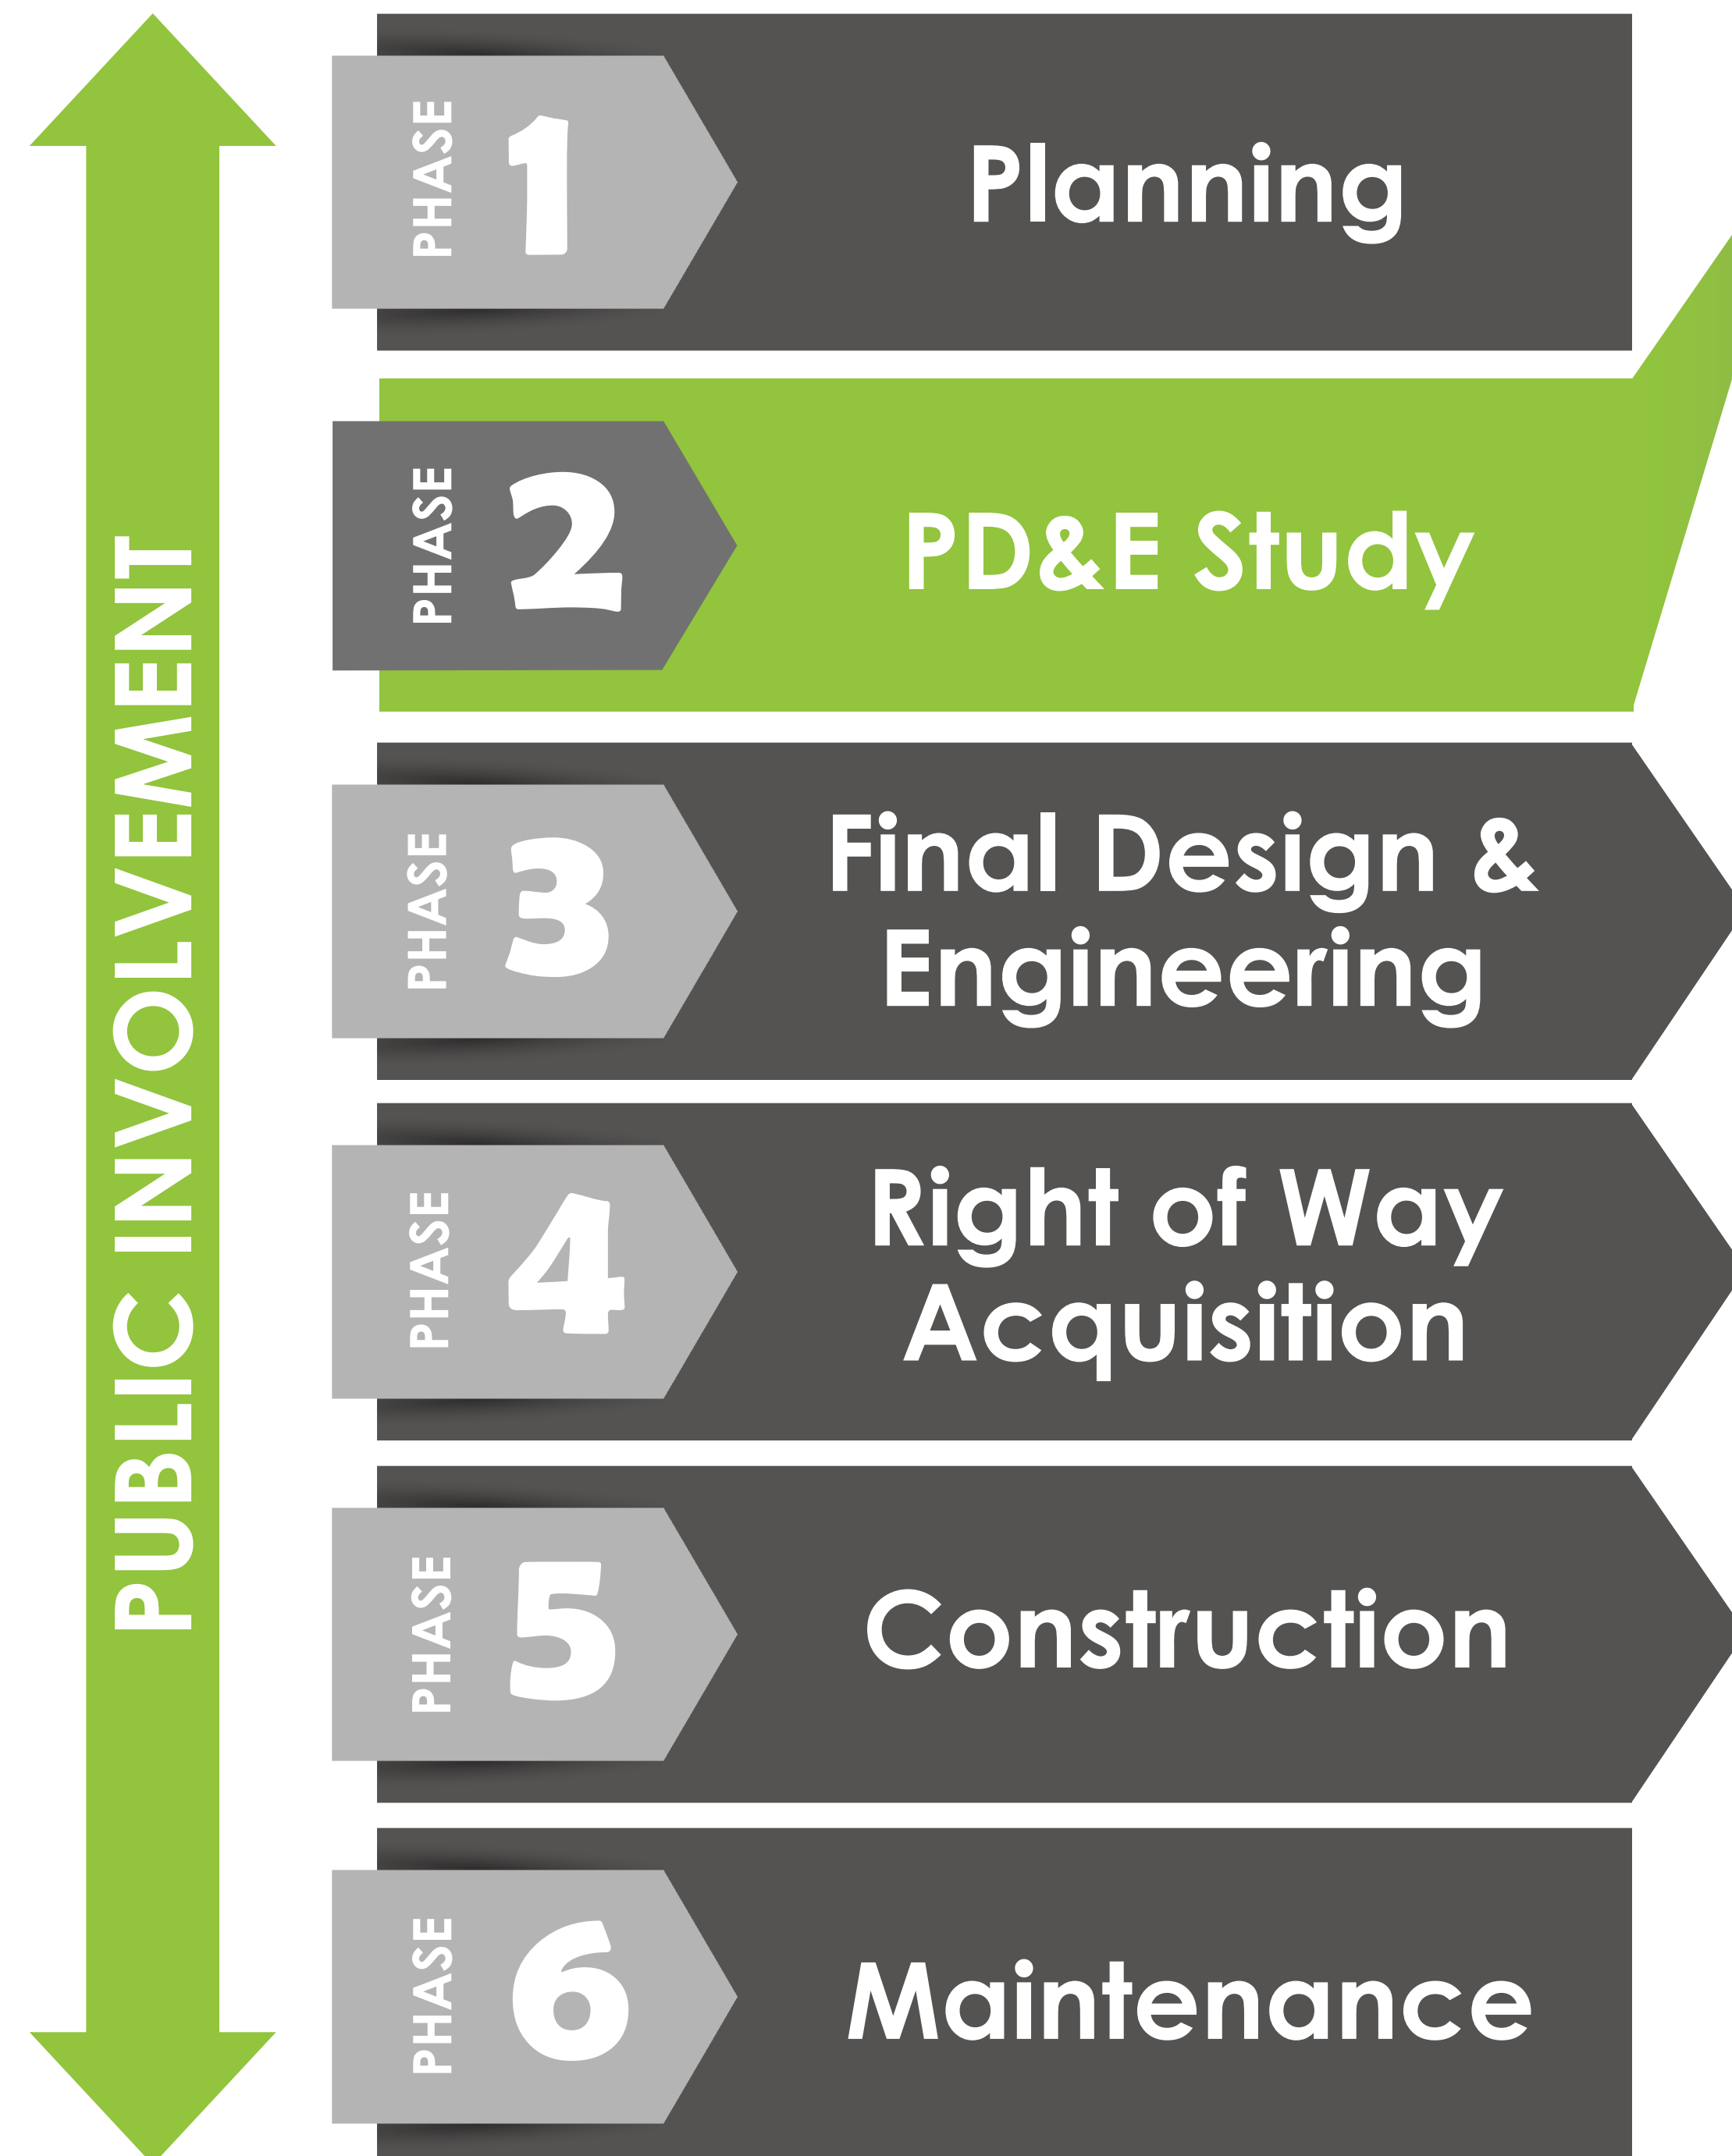 PUBLIC INVOLVEMENT
PHASE 1
Planning
PHASE 2
PD&E Study
PHASE 3
Final Design &
Engineering
PHASE 4
Right of Way
Acquisition
PHASE 5
Construction
PHASE 6
Maintenance